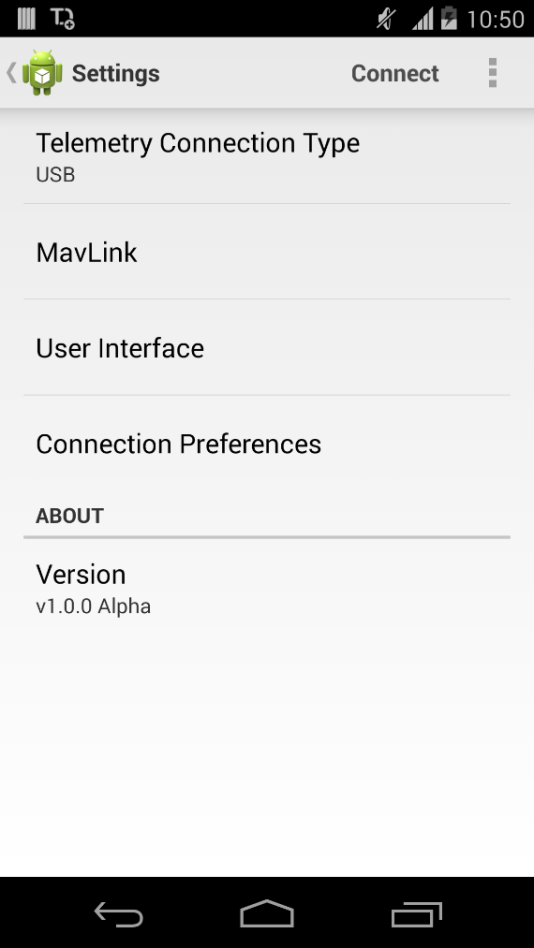 10:50
Settings
Connect
Telemetry Connection Type
USB
MavLink
User Interface
Connection Preferences
ABOUT
Version
v1.0.0 Alpha